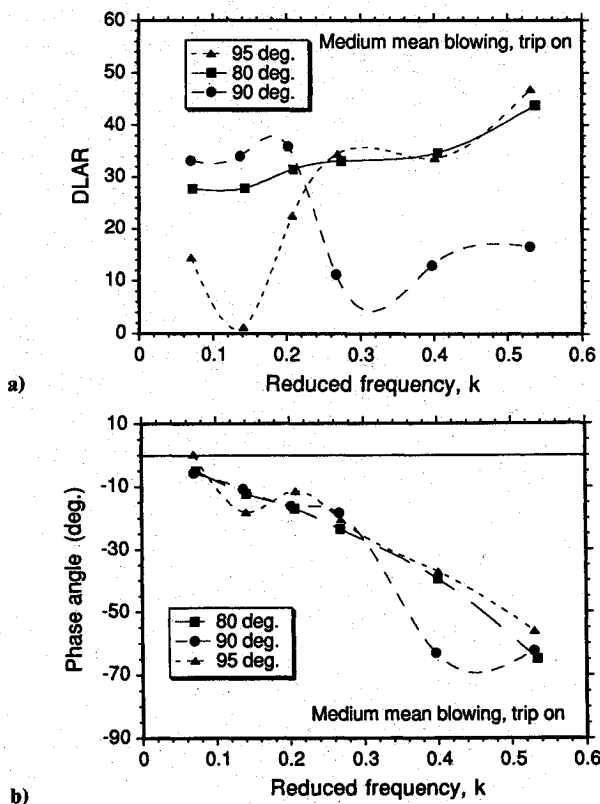 60
50
40
30
20
10
0
DLAR
Medium mean blowing, trip on
95 deg.
80 deg.
90 deg.
0
0.1
0.2
0.3
0.4
0.5
0.6
Reduced frequency, k
a)
10
-10
-30
-50
-70
-90
Phase angle (deg.)
80 deg.
90 deg.
95 deg.
Medium mean blowing, trip on
0
0.1
0.2
0.3
0.4
0.5
0.6
Reduced frequency, k
b)